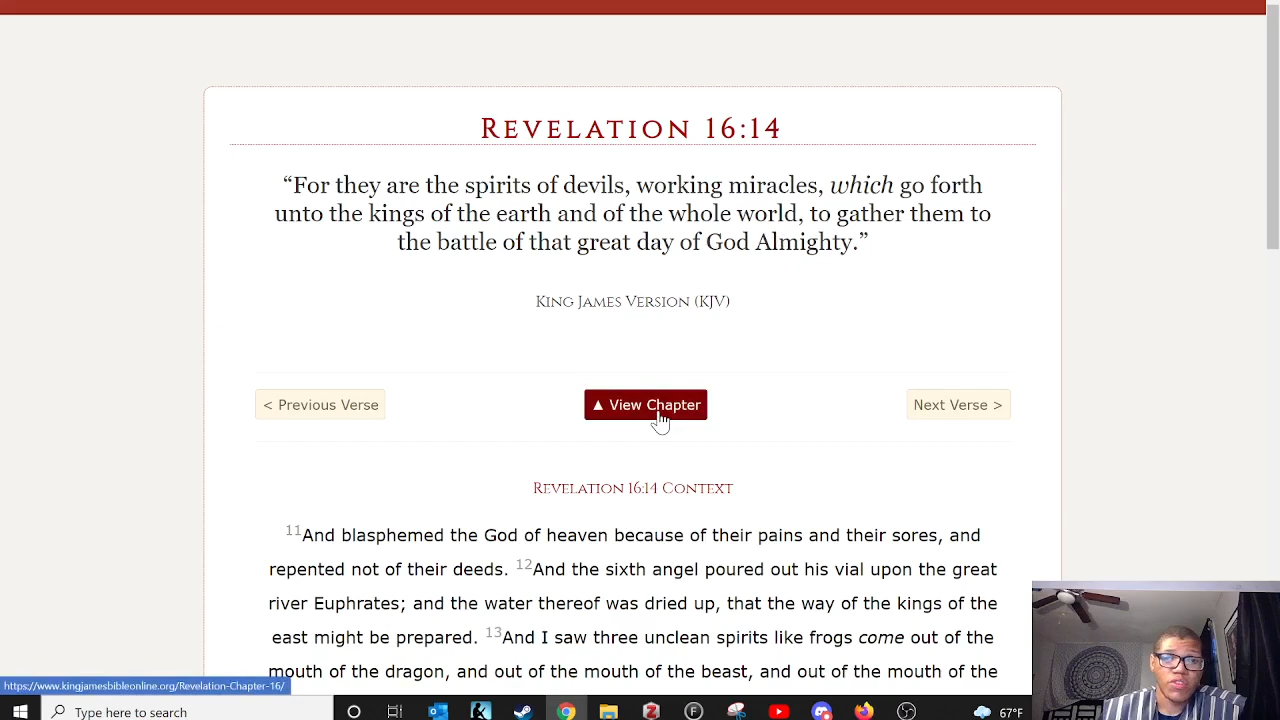 Revelation 16:14
“For they are the spirits of devils, working miracles, which go forth
unto the kings of the earth and of the whole world, to gather them to
the battle of that great day of God Almighty.”
King James Version (KJV)
< Previous Verse
▲ View Chapter
Next Verse >
Revelation 16:14 Context
11And blasphemed the God of heaven because of their pains and their sores, and
repented not of their deeds. 12And the sixth angel poured out his vial upon the great
river Euphrates; and the water thereof was dried up, that the way of the kings of the
east might be prepared. 13And I saw three unclean spirits like frogs come out of the
mouth of the dragon, and out of the mouth of the beast, and out of the mouth of the
https://www.kingjamesbibleonline.org/Revelation-Chapter-16/
Type here to search
67°F